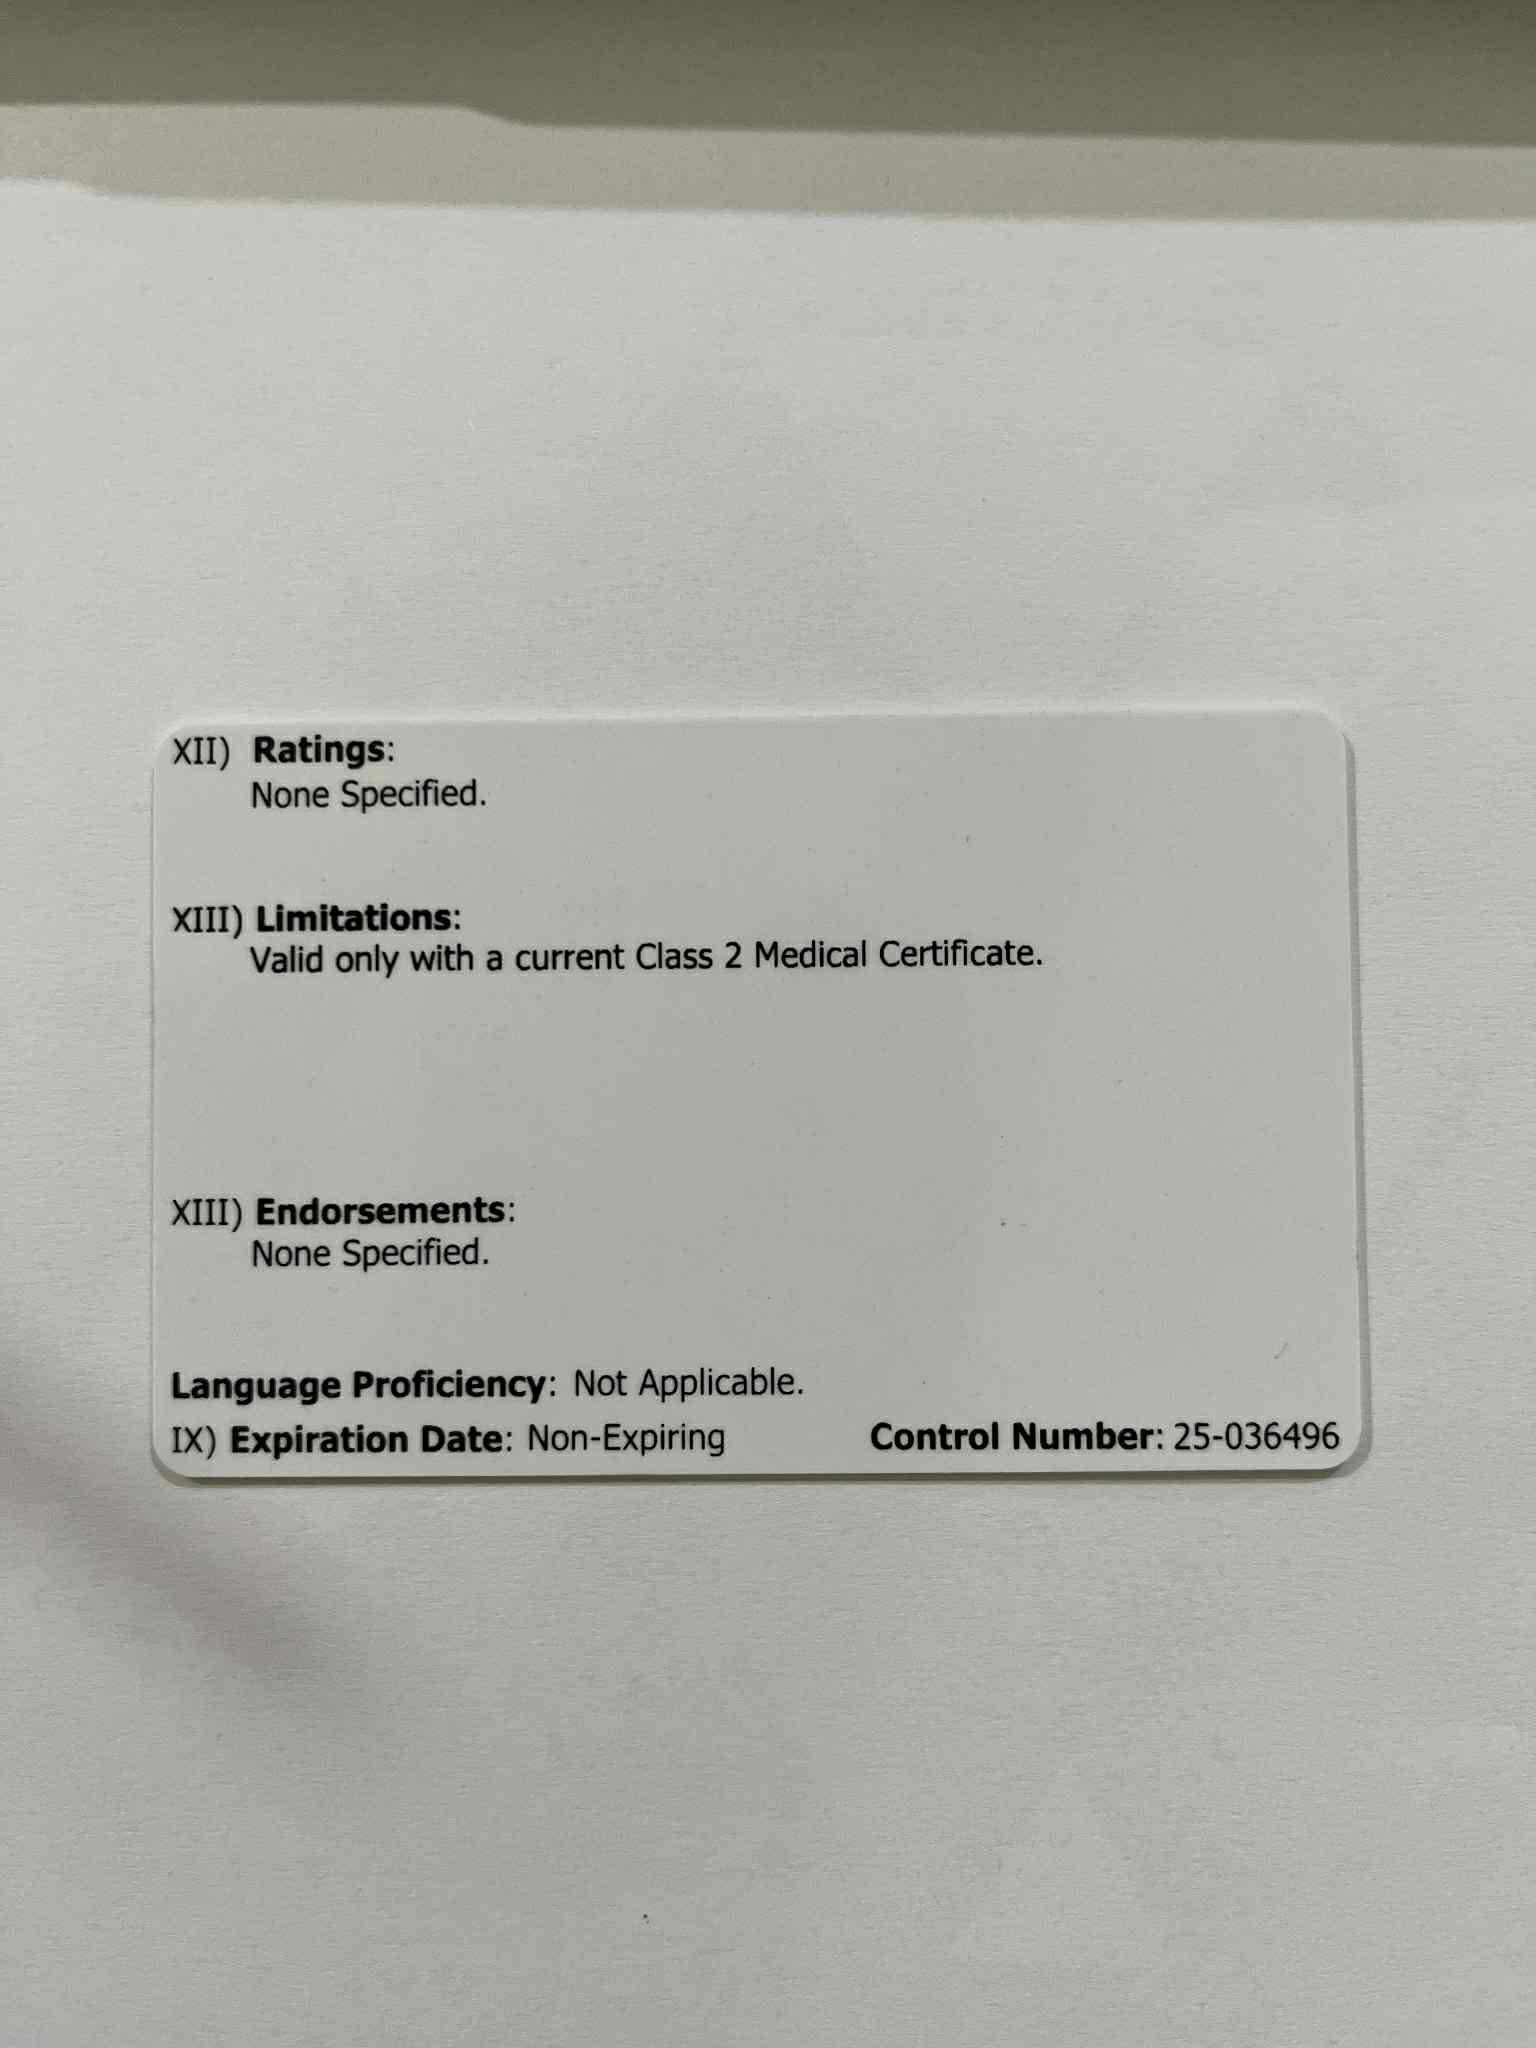 XII) Ratings:
None Specified.
XIII) Limitations:
Valid only with a current Class 2 Medical Certificate.
XIII) Endorsements:
None Specified.
Language Proficiency: Not Applicable.
IX) Expiration Date: Non-Expiring Control Number: 25-036496